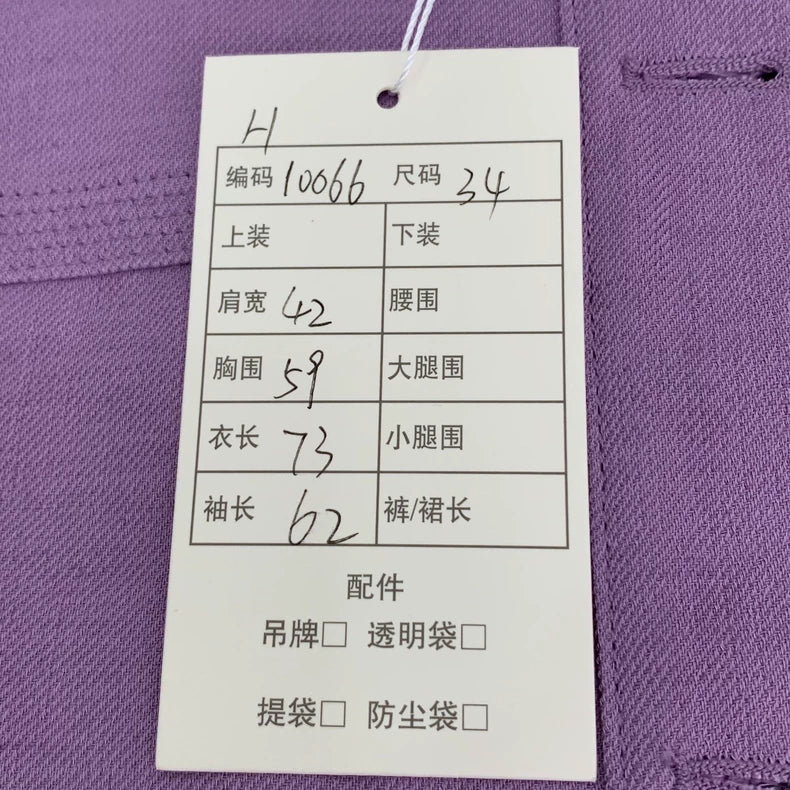 H
编码 10066 尺码 34
上装 下装
肩宽 42 腰围
胸围 59 大腿围
衣长 73 小腿围
袖长 62 裤/裙长
配件
吊牌□ 透明袋□
提袋□ 防尘袋□